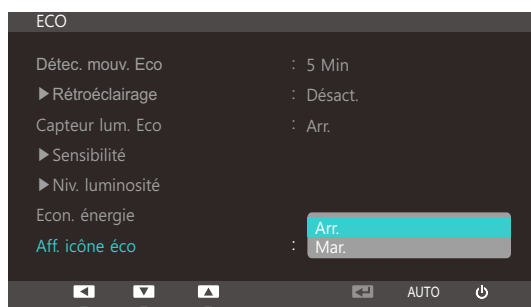 ECO
Détec. mouv. Eco : 5 Min
▶Rétroéclairage : Désact.
Capteur lum. Eco : Arr.
▶Sensibilité
▶Niv. luminosité
Econ. énergie
Arr.
Aff. icône éco : Mar.
AUTO